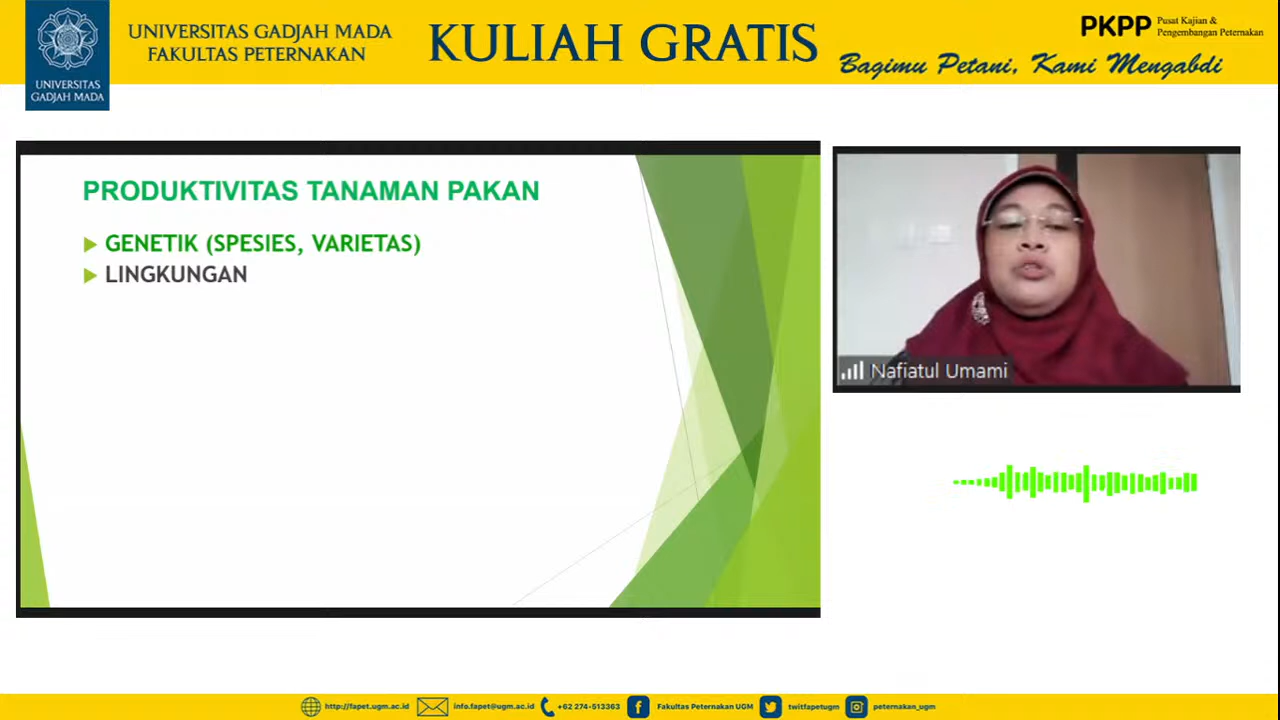 UNIVERSITAS GADJAH MADA
FAKULTAS PETERNAKAN
KULIAH GRATIS
PKPP
Pusat Kajian &
Pengembangan Peternakan
Bagimu Petani, Kami Mengabdi
UNIVERSITAS
GADJAH MADA
PRODUKTIVITAS TANAMAN PAKAN
GENETIK (SPESIES, VARIETAS)
LINGKUNGAN
Nafiatul Umami
http://fapet.ugm.ac.id
info.fapet@ugm.ac.id
+62 274-513363
Fakultas Peternakan UGM
twitfapetugm
peternakan_ugm